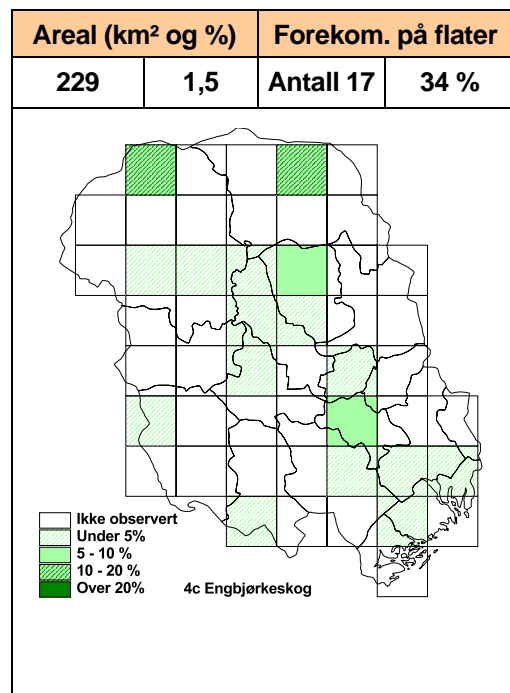 Areal (km² og %) Forekom. på flater
229 1,5 Antall 17 34 %
Ikke observert
Under 5%
5 - 10 %
10 - 20 %
Over 20% 4c Engbjørkeskog